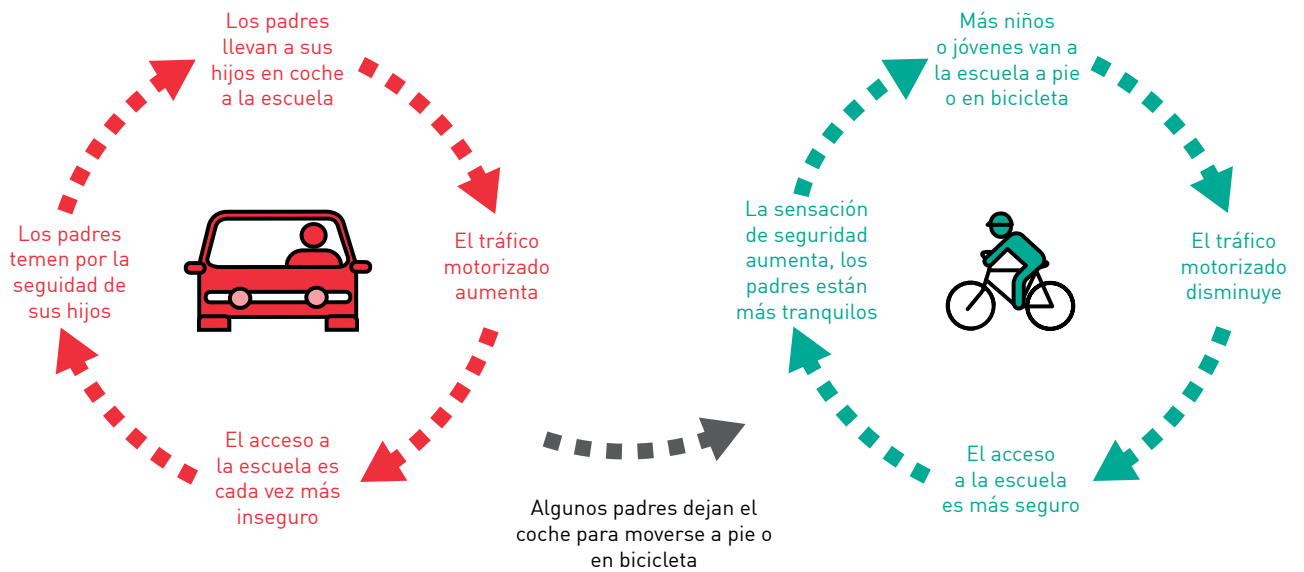 Los padres
llevan a sus
hijos en coche
a la escuela
El tráfico
motorizado
aumenta
El acceso a
la escuela es
cada vez más
inseguro
Los padres
temen por la
seguidad de
sus hijos
Algunos padres dejan el
coche para moverse a pie o
en bicicleta
Más niños
o jóvenes van a
la escuela a pie
o en bicicleta
El tráfico
motorizado
disminuye
El acceso
a la escuela
es más seguro
La sensación
de seguridad
aumenta, los
padres están
más tranquilos